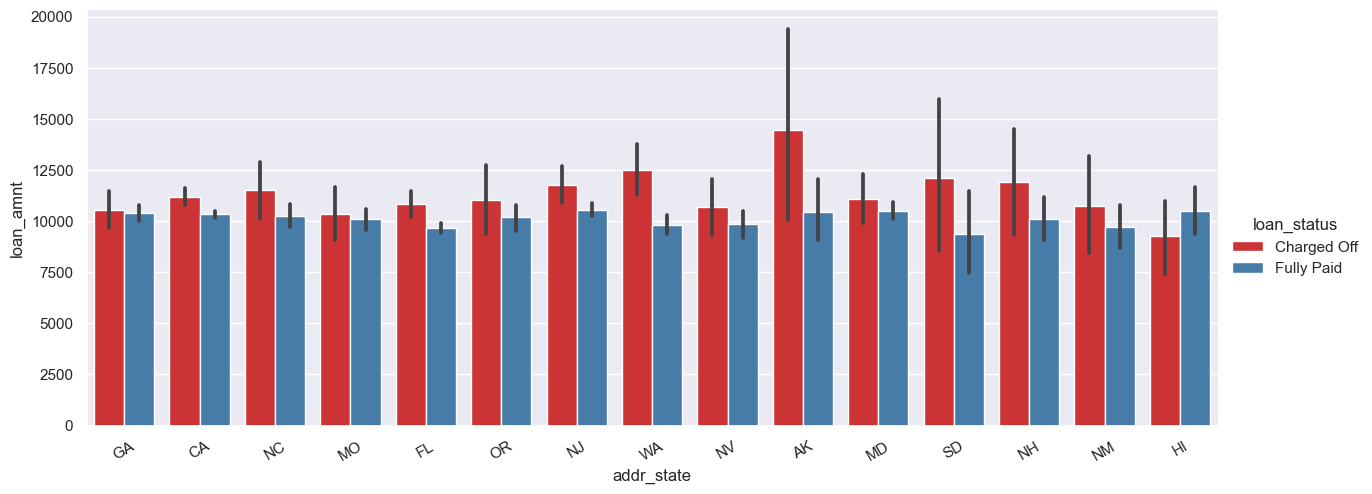 20000
17500
15000
12500
10000
7500
5000
2500
0
loan_amnt
GA CA NC MO FL OR NJ WA NV AK MD SD NH NM HI
addr_state
loan_status
Charged Off
Fully Paid